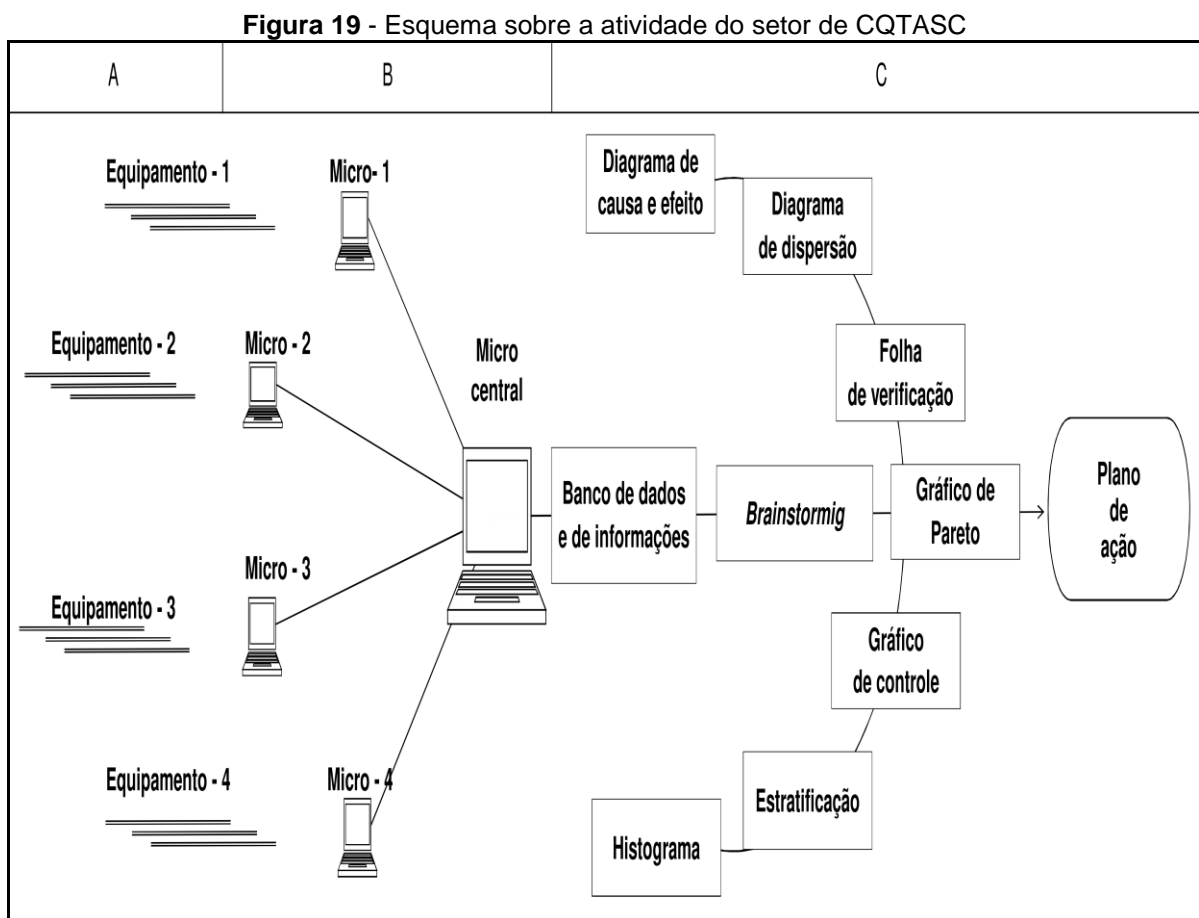 Figura 19 - Esquema sobre a atividade do setor de CQTASC
A
B
C
Equipamento - 1
Micro- 1
Equipamento - 2
Micro - 2
Micro
central
Equipamento - 3
Micro - 3
Equipamento - 4
Micro - 4
Diagrama de
causa e efeito
Diagrama
de dispersão
Folha
de verificação
Banco de dados
e de informações
Brainstormig
Gráfico de
Pareto
Plano
de
ação
Gráfico
de controle
Estratificação
Histograma